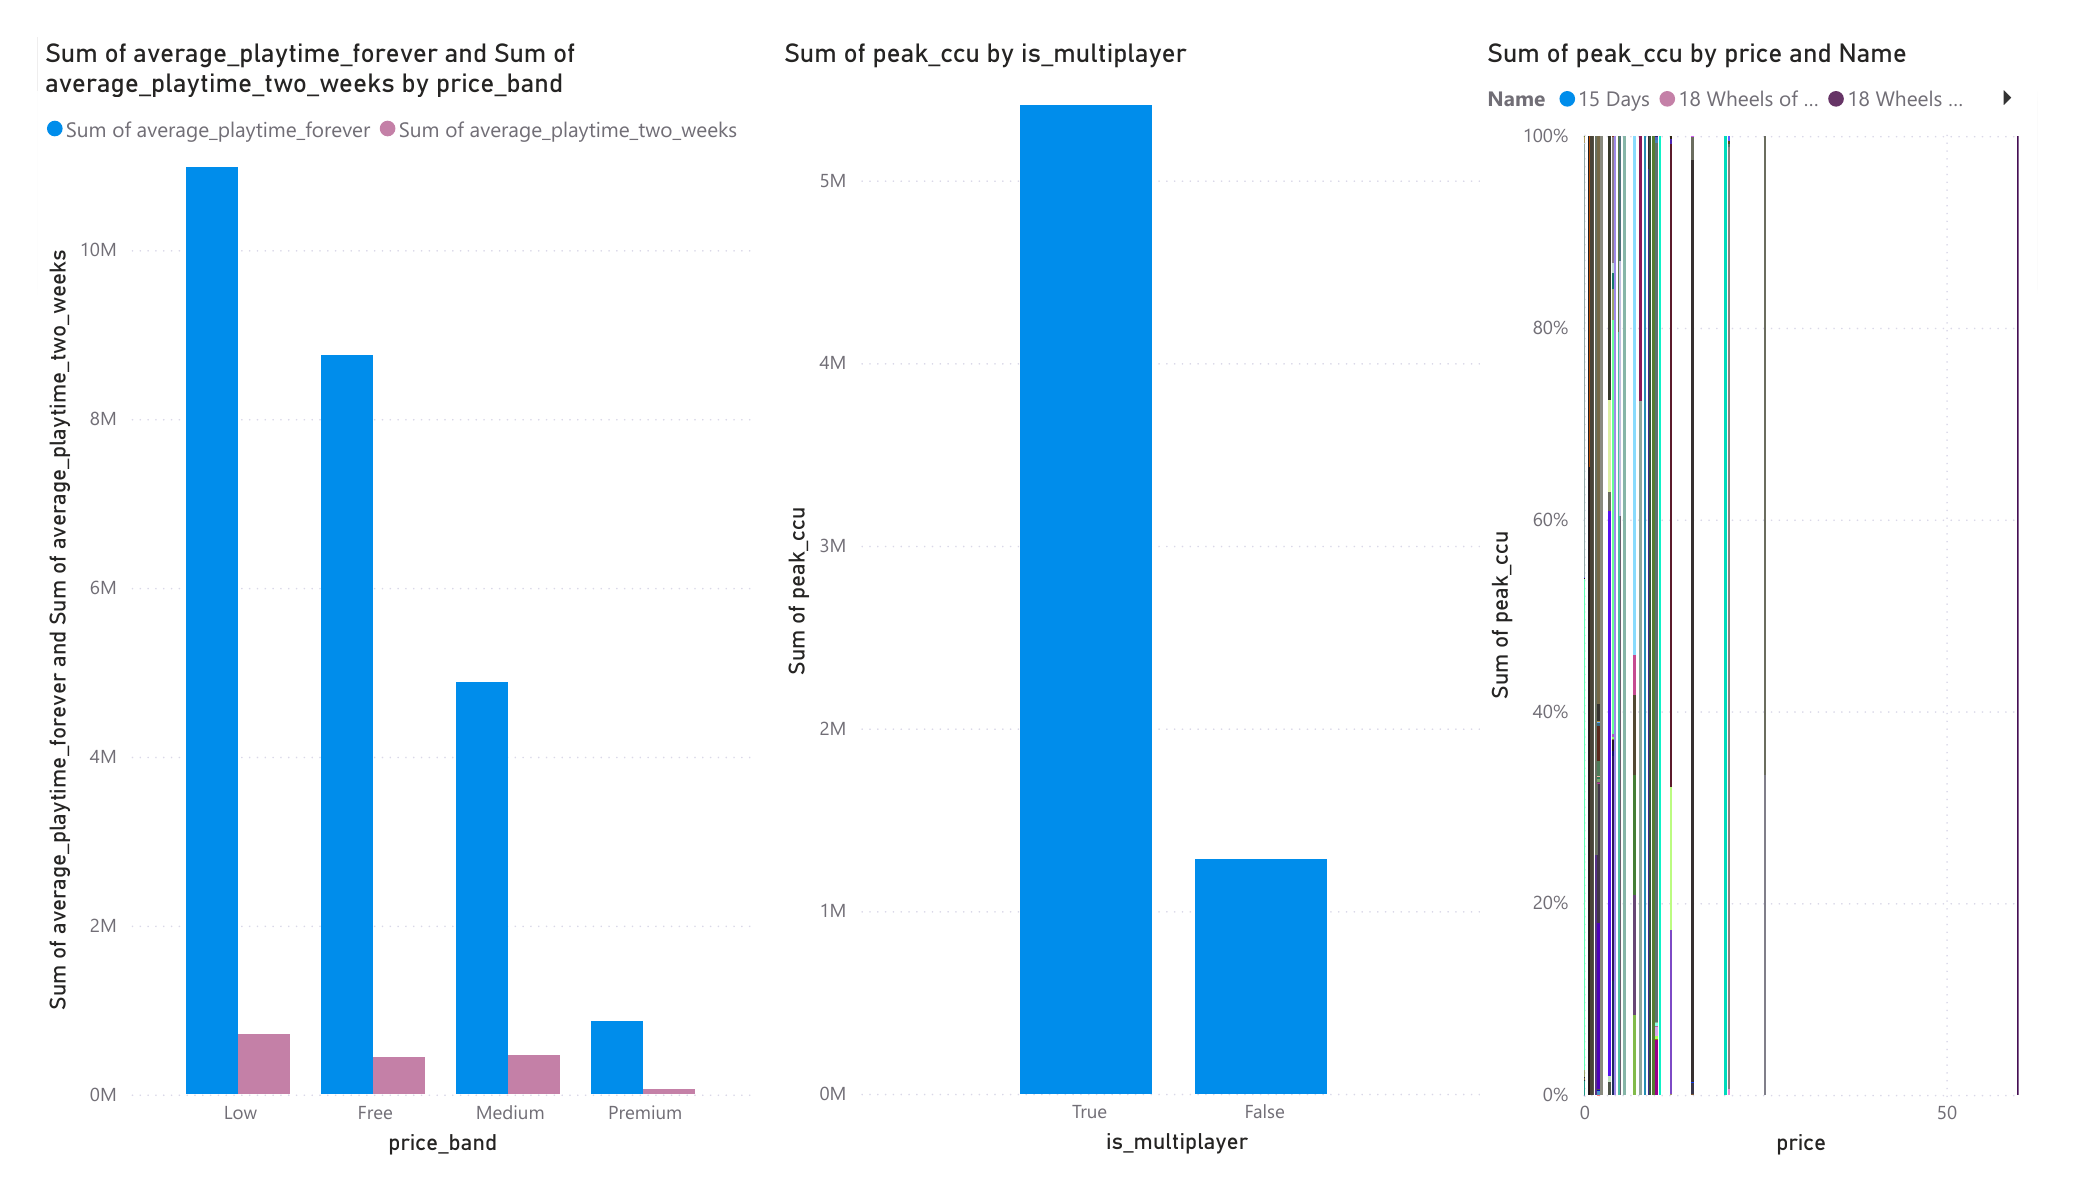 Sum of average_playtime_forever and Sum of
average_playtime_two_weeks by price_band
Sum of average_playtime_forever Sum of average_playtime_two_weeks
Sum of average_playtime_forever and Sum of average_playtime_two_weeks
10M
8M
6M
4M
2M
0M
Low Free Medium Premium
price_band
Sum of peak_ccu by is_multiplayer
Sum of peak_ccu
5M
4M
3M
2M
1M
0M
True False
is_multiplayer
Sum of peak_ccu by price and Name
Name 15 Days 18 Wheels of ... 18 Wheels ...
Sum of peak_ccu
100%
80%
60%
40%
20%
0%
0 50
price